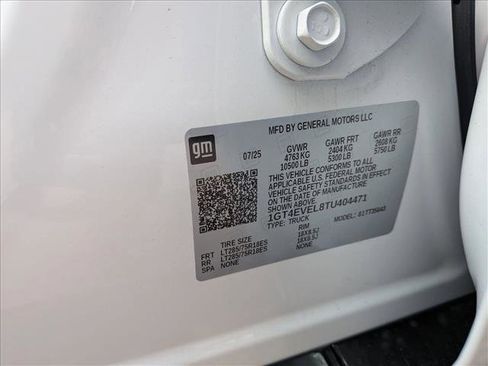 MFD BY GENERAL MOTORS LLC
gm
07/25 GVWR GAWR FRT GAWR RR
4763 KG 2404 KG 2608 KG
10500 LB 5300 LB 5750 LB
THIS VEHICLE CONFORMS TO ALL
APPLICABLE U.S. FEDERAL MOTOR
VEHICLE SAFETY STANDARDS IN EFFECT
ON THE DATE OF MANUFACTURE
SHOWN ABOVE.
1GT4EVEL8TU404471
TYPE: TRUCK MODEL:
TIRE SIZE RIM
FRT LT285/75R18ES 18X8.5J
RR LT285/75R18ES 18X8.5J
SPA NONE NONE